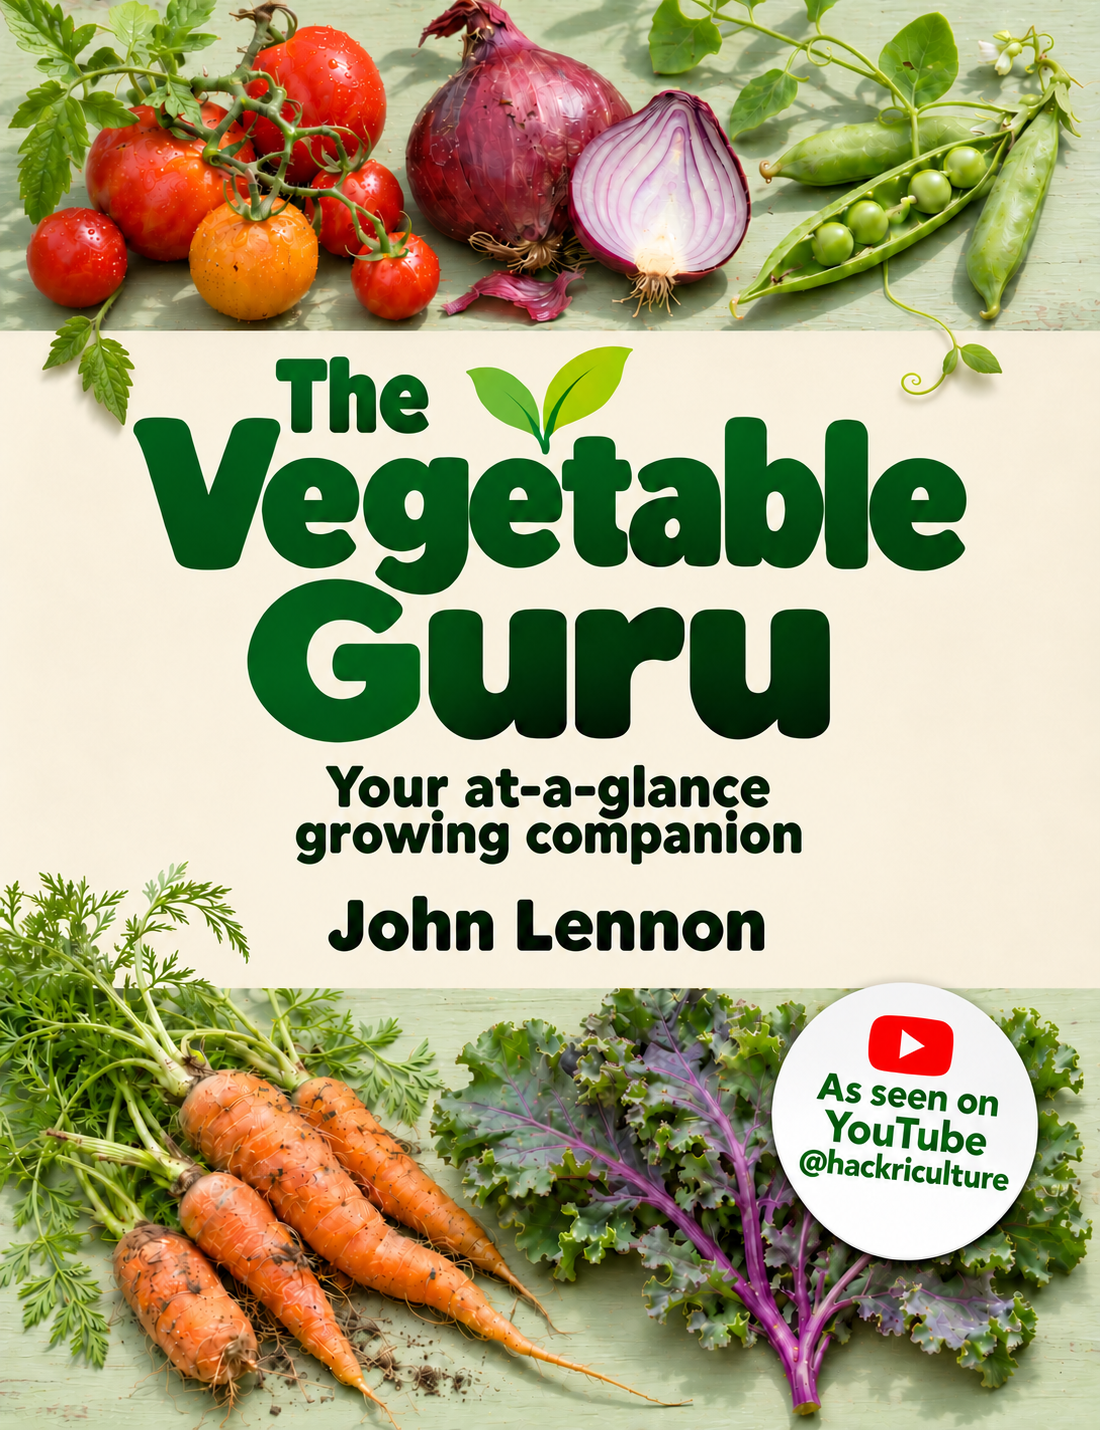 The
Vegetable
Guru
Your at-a-glance
growing companion
John Lennon
As seen on
YouTube
@hackriculture